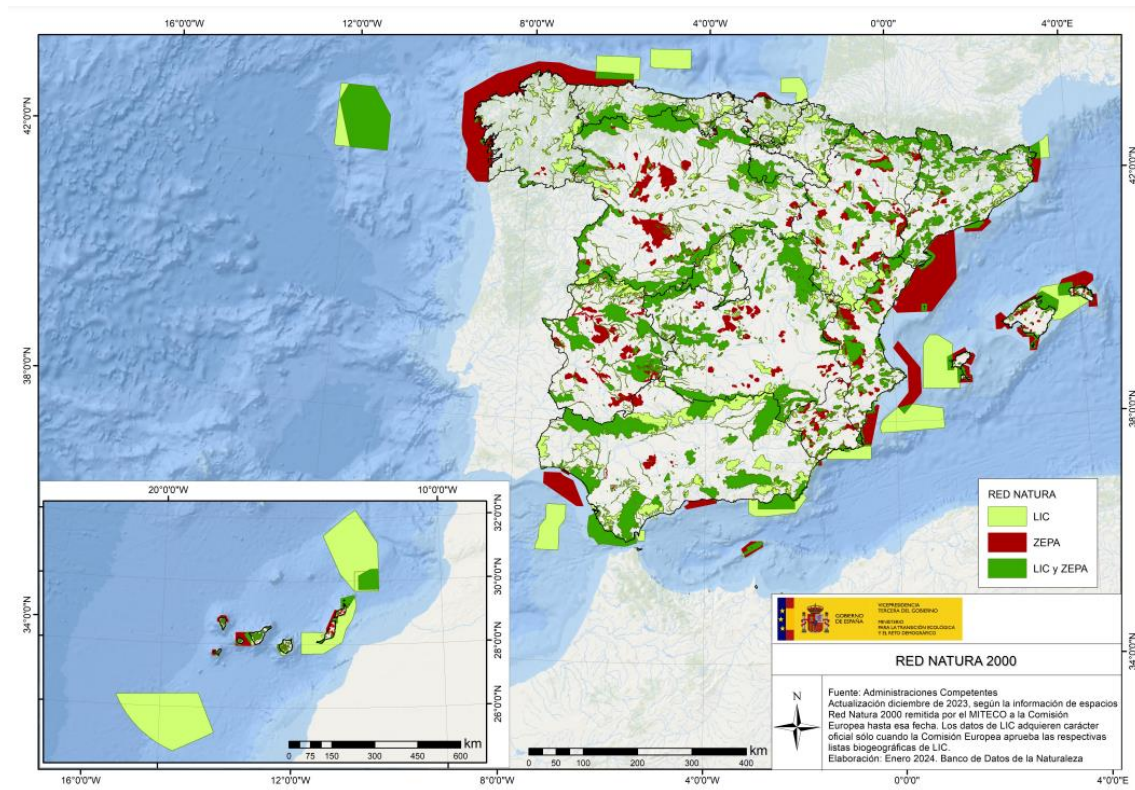 16°0'0"W 12°0'0"W 8°0'0"W 4°0'0"W 0°0'0"E 4°0'0"E
42°0'0"N
42°0'0"N
38°0'0"N
38°0'0"N
34°0'0"N
34°0'0"N
20°0'0"W 10°0'0"W
32°0'0"N
30°0'0"N
28°0'0"N
26°0'0"N
km
0 75 150 300 450 600
km
0 50 100 200 300 400
RED NATURA
LIC
ZEPA
LIC y ZEPA
GOBIERNO
DE ESPAÑA
VICEPRESIDENCIA
TERCERA DEL GOBIERNO
MINISTERIO
PARA LA TRANSICIÓN ECOLÓGICA
Y EL RETO DEMOGRÁFICO
RED NATURA 2000
N
Fuente: Administraciones Competentes
Actualización diciembre de 2023, según la información de espacios
Red Natura 2000 remitida por el MITECO a la Comisión
Europea hasta esa fecha. Los datos de LIC adquieren carácter
oficial sólo cuando la Comisión Europea aprueba las respectivas
listas biogeográficas de LIC.
Elaboración: Enero 2024. Banco de Datos de la Naturaleza
16°0'0"W 12°0'0"W 8°0'0"W 4°0'0"W 0°0'0"E 4°0'0"E